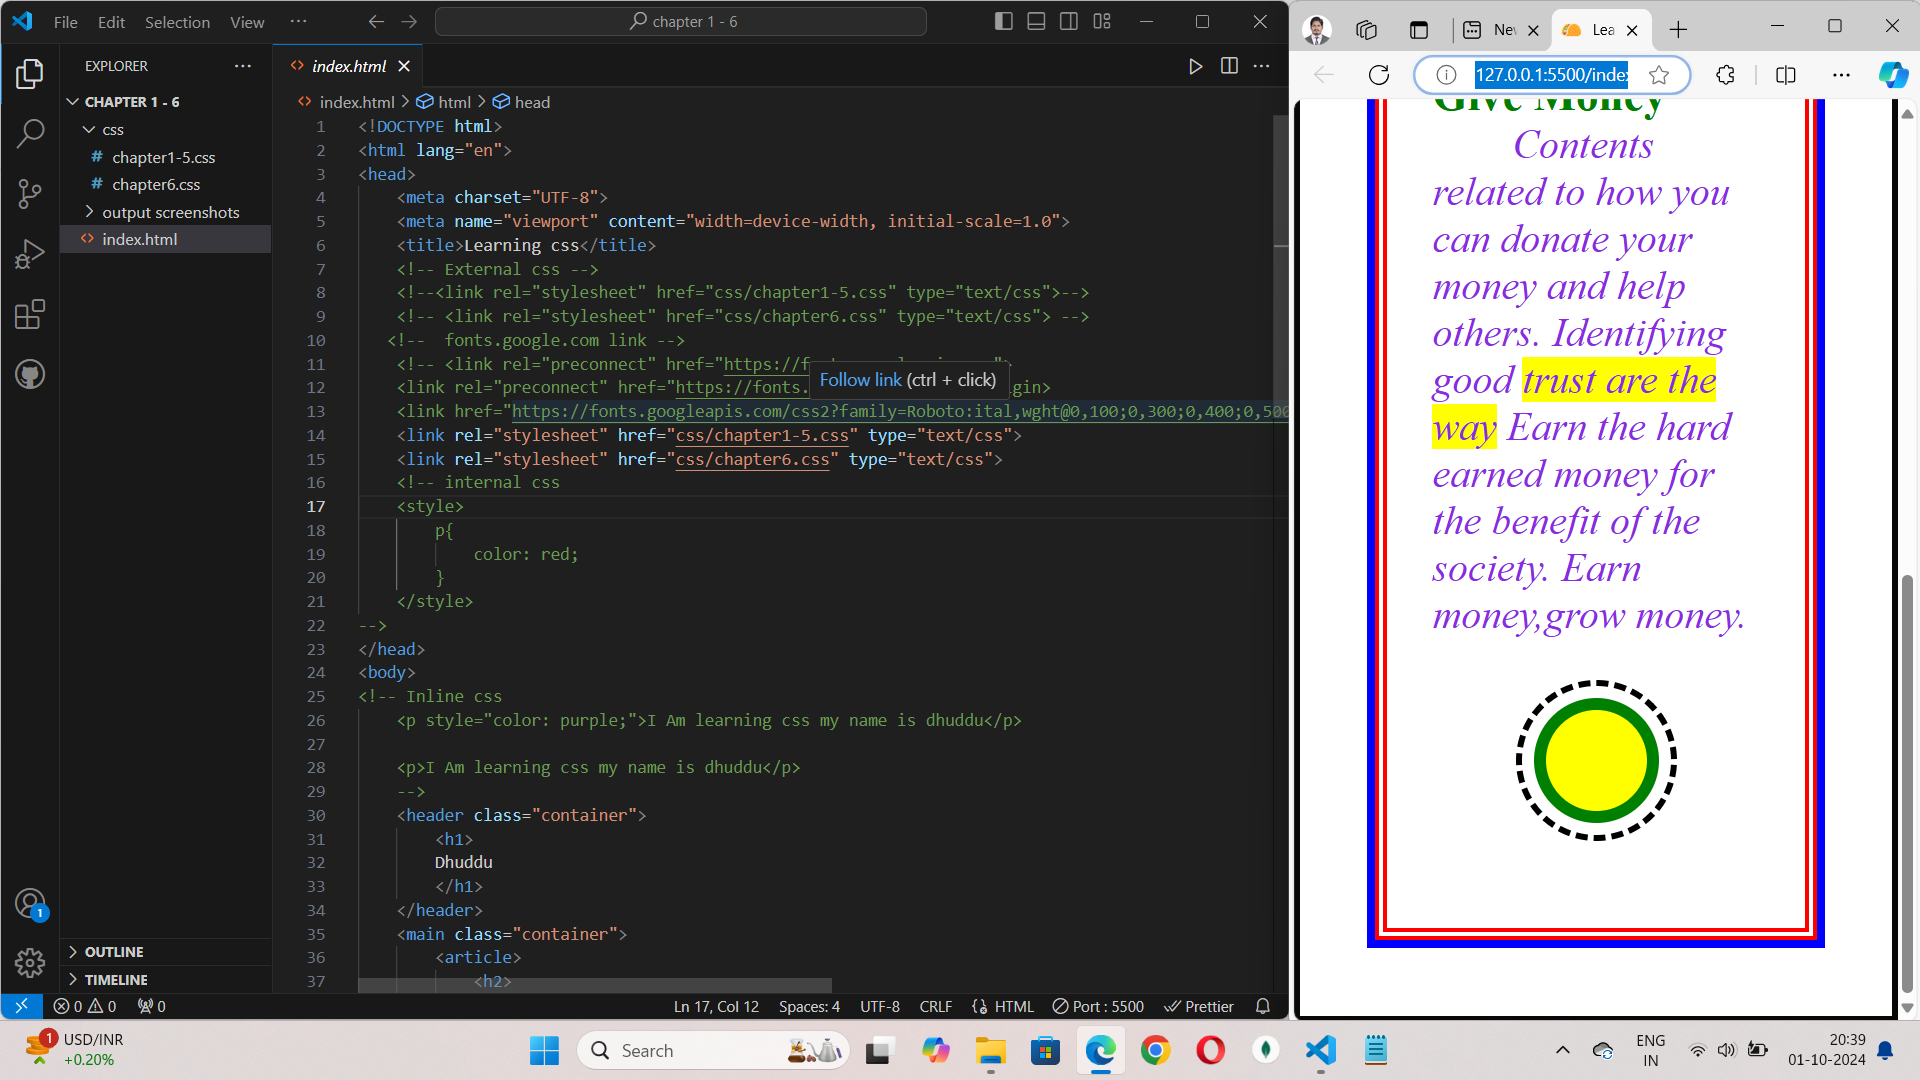 File Edit Selection View ··· chapter 1 - 6
EXPLORER ···
CHAPTER 1 - 6
css
# chapter1-5.css
# chapter6.css
output screenshots
<> index.html
<> index.html
index.html > html > head
1 <!DOCTYPE html>
2 <html lang="en">
3 <head>
4 <meta charset="UTF-8">
5 <meta name="viewport" content="width=device-width, initial-scale=1.0">
6 <title>Learning css</title>
7 <!-- External css -->
8 <!--<link rel="stylesheet" href="css/chapter1-5.css" type="text/css">-->
9 <!-- <link rel="stylesheet" href="css/chapter6.css" type="text/css"> -->
10 <!-- fonts.google.com link -->
11 <!-- <link rel="preconnect" href="https://f
12 <link rel="preconnect" href="https://fonts. gin>
Follow link (ctrl + click)
13 <link href="https://fonts.googleapis.com/css2?family=Roboto:ital,wght@0,100;0,300;0,400;0,500
14 <link rel="stylesheet" href="css/chapter1-5.css" type="text/css">
15 <link rel="stylesheet" href="css/chapter6.css" type="text/css">
16 <!-- internal css
17 <style>
18 p{
19 color: red;
20 }
21 </style>
22 -->
23 </head>
24 <body>
25 <!-- Inline css
26 <p style="color: purple;">I Am learning css my name is dhuddu</p>
27
28 <p>I Am learning css my name is dhuddu</p>
29 -->
30 <header class="container">
31 <h1>
32 Dhuddu
33 </h1>
34 </header>
35 <main class="container">
36 <article>
37 <h2>
OUTLINE
TIMELINE
1
0 0 0 Ln 17, Col 12 Spaces: 4 UTF-8 CRLF HTML Port : 5500 Prettier
Ne Lea
127.0.0.1:5500/index
Give Money
Contents
related to how you
can donate your
money and help
others. Identifying
good trust are the
way Earn the hard
earned money for
the benefit of the
society. Earn
money,grow money.
1 USD/INR
+0.20%
Search
ENG
IN
20:39
01-10-2024